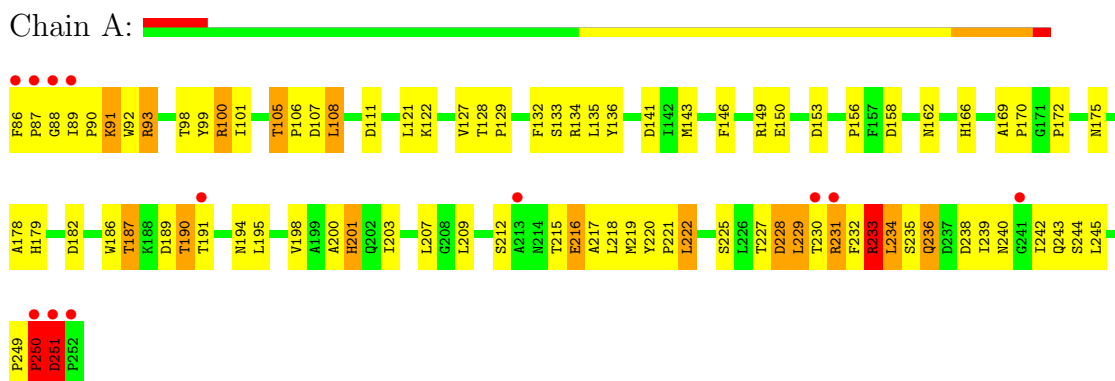 Chain A:
F86 P87 G88 I89 P90 K91 W92 R93 T98 Y99 R100 I101 T105 P106 D107 L108 D111 L121 K122 V127 T128 P129 F132 S133 R134 L135 Y136 D141 I142 M143 F146 R149 E150 D153 P156 F157 D158 N162 H166 A169 P170 G171 P172 N175
A178 H179 D182 W186 T187 K188 D189 T190 T191 N194 L195 V198 A199 A200 H201 Q202 I203 L207 G208 L209 S212 A213 N214 T215 E216 A217 L218 M219 Y220 P221 L222 S225 L226 T227 D228 L229 T230 R231 F232 R233 L234 S235 Q236 D237 D238 I239 N240 G241 I242 Q243 S244 L245
P249 P250 D251 P252